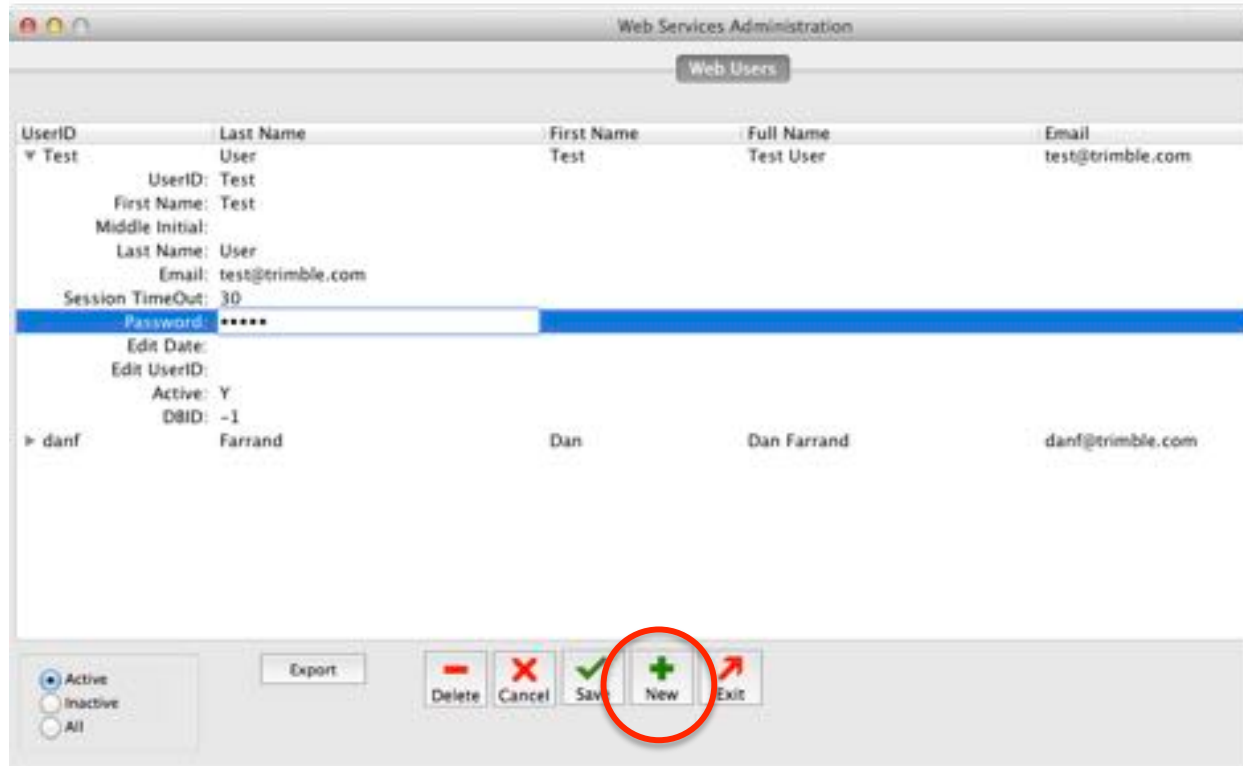 Web Services Administration
Web Users
UserID Last Name First Name Full Name Email
Test User Test Test User test@trimble.com
UserID: Test
First Name: Test
Middle Initial:
Last Name: User
Email: test@trimble.com
Session TimeOut: 30
Password: •••••
Edit Date:
Edit UserID:
Active: Y
DBID: -1
danf Farrand Dan Dan Farrand danf@trimble.com
Active
Inactive
All
Export
Delete Cancel Save New Exit